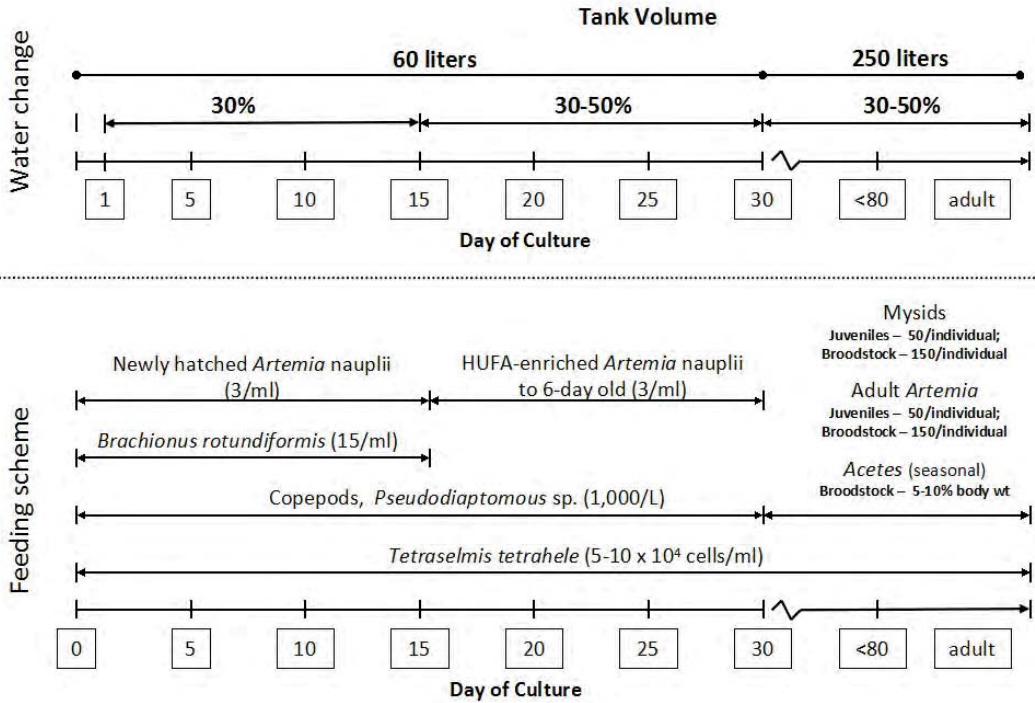 Tank Volume
Water change
60 liters
250 liters
30%
30-50%
30-50%
1
5
10
15
20
25
30
<80
adult
Day of Culture
Feeding scheme
Mysids
Juveniles – 50/individual;
Broodstock – 150/individual
Newly hatched Artemia nauplii
(3/ml)
HUFA-enriched Artemia nauplii
to 6-day old (3/ml)
Adult Artemia
Juveniles – 50/individual;
Broodstock – 150/individual
Brachionus rotundiformis (15/ml)
Acetes (seasonal)
Broodstock – 5-10% body wt
Copepods, Pseudodiaptomous sp. (1,000/L)
Tetraselmis tetrahele (5-10 x 10⁴ cells/ml)
0
5
10
15
20
25
30
<80
adult
Day of Culture